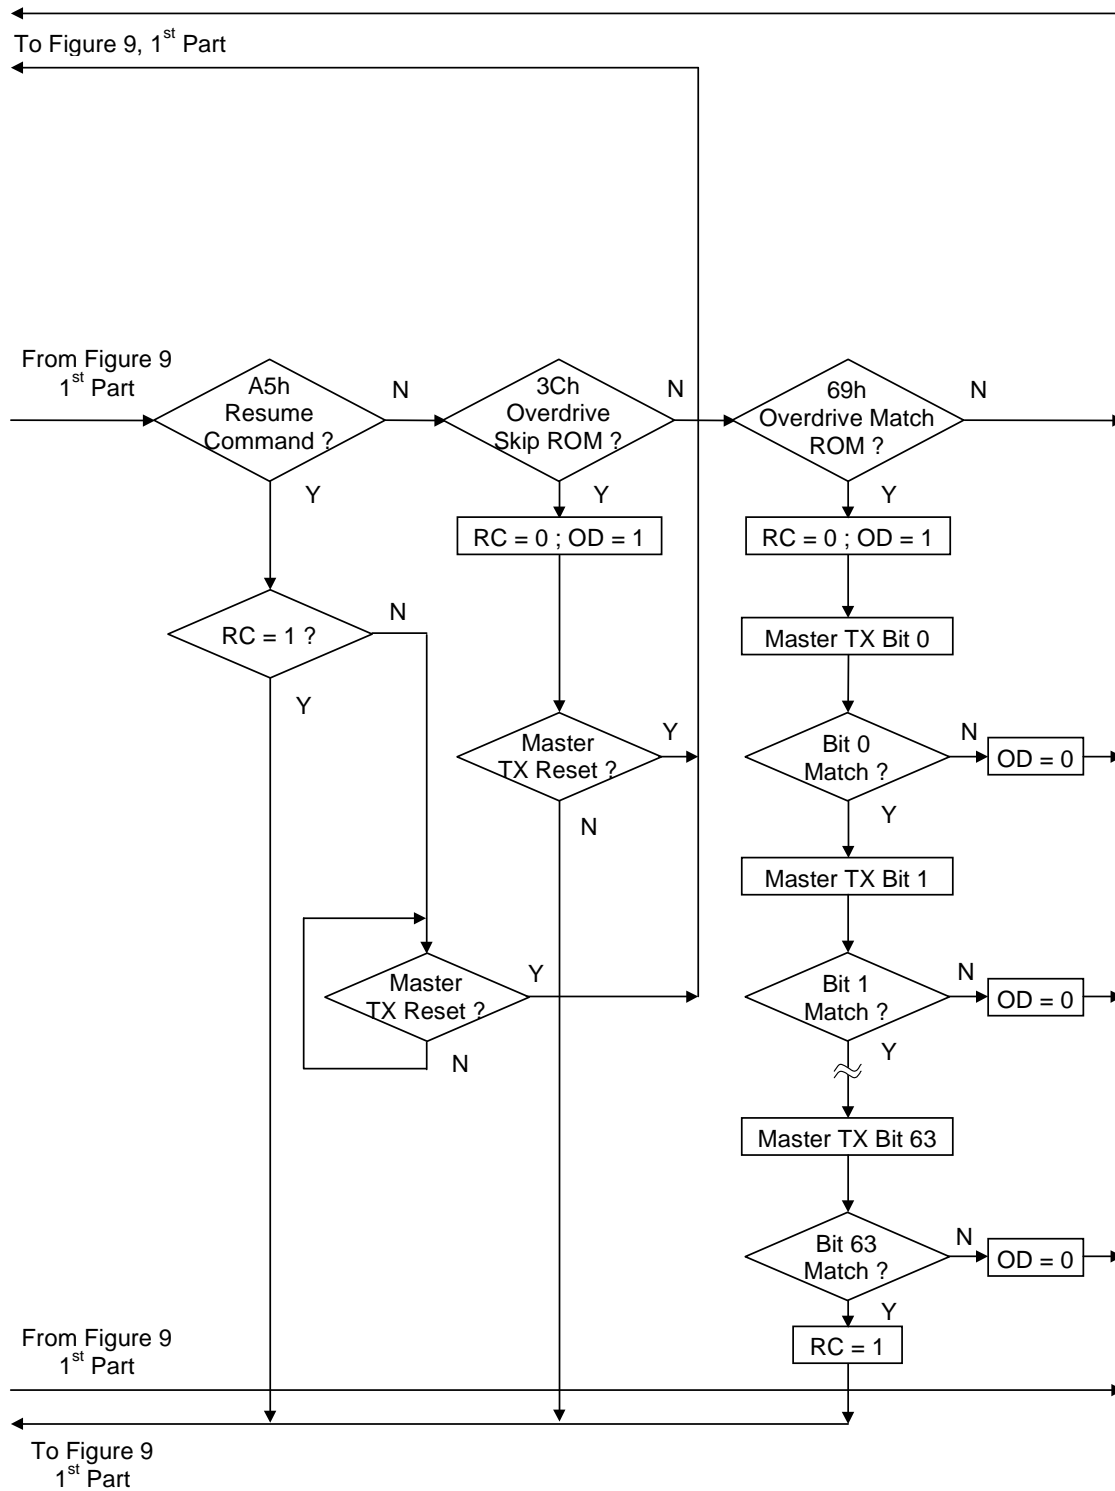 To Figure 9, 1st Part
From Figure 9
1st Part
A5h
Resume
Command ?
N
3Ch
Overdrive
Skip ROM ?
N
69h
Overdrive Match
ROM ?
N
Y
Y
Y
RC = 0 ; OD = 1
RC = 0 ; OD = 1
RC = 1 ?
N
Y
Master TX Bit 0
Master
TX Reset ?
Y
N
Bit 0
Match ?
N
OD = 0
Y
Master TX Bit 1
Master
TX Reset ?
Y
N
Bit 1
Match ?
N
OD = 0
Y
Master TX Bit 63
Bit 63
Match ?
N
OD = 0
Y
RC = 1
From Figure 9
1st Part
To Figure 9
1st Part